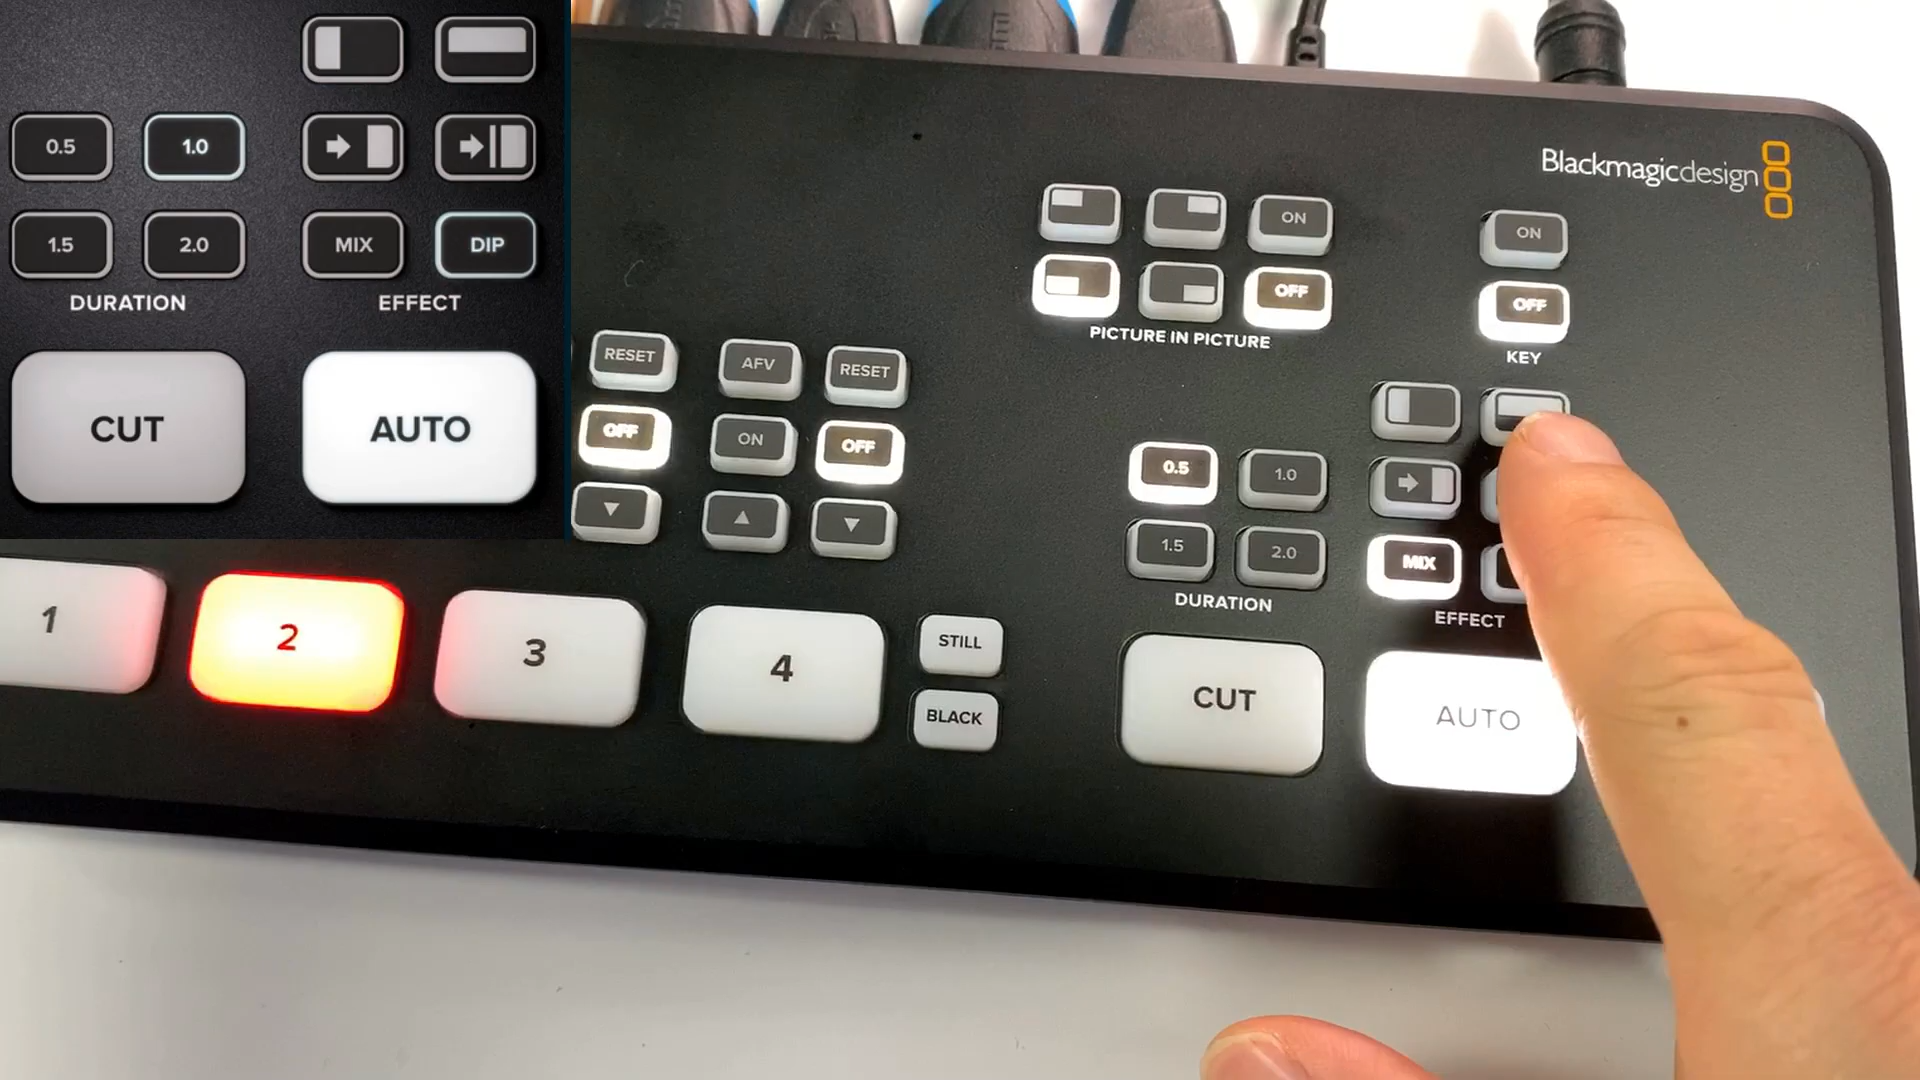 0.5 1.0
1.5 2.0 MIX DIP
DURATION EFFECT
CUT AUTO
Blackmagicdesign
ON ON
OFF OFF
PICTURE IN PICTURE KEY
RESET AFV RESET
OFF ON OFF
0.5 1.0
1.5 2.0 MIX
DURATION EFFECT
1 2 3 4 STILL
BLACK
CUT AUTO